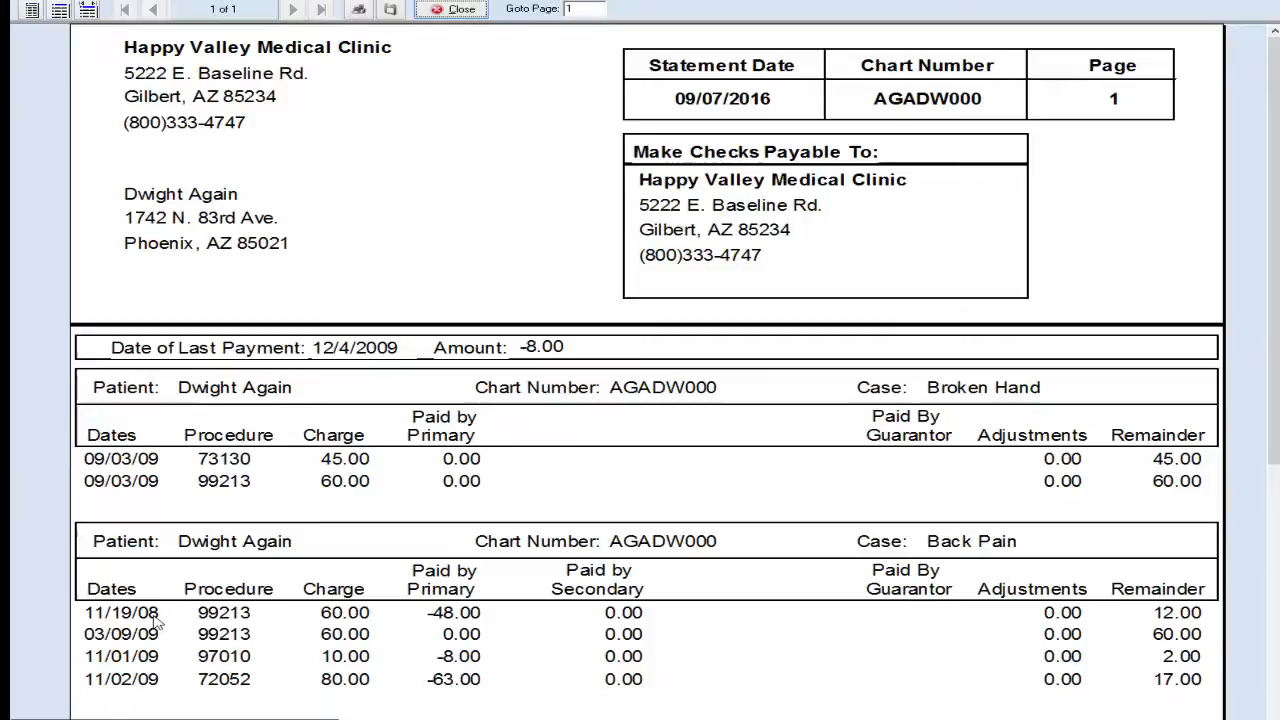 1 of 1 Close Goto Page: 1
Happy Valley Medical Clinic
5222 E. Baseline Rd.
Gilbert, AZ 85234
(800)333-4747
Statement Date Chart Number Page
09/07/2016 AGADW000 1
Make Checks Payable To:
Happy Valley Medical Clinic
5222 E. Baseline Rd.
Gilbert, AZ 85234
(800)333-4747
Dwight Again
1742 N. 83rd Ave.
Phoenix, AZ 85021
Date of Last Payment: 12/4/2009 Amount: -8.00
Patient: Dwight Again Chart Number: AGADW000 Case: Broken Hand
Dates Procedure Charge Paid by Primary Paid By Guarantor Adjustments Remainder
09/03/09 73130 45.00 0.00 0.00 45.00
09/03/09 99213 60.00 0.00 0.00 60.00
Patient: Dwight Again Chart Number: AGADW000 Case: Back Pain
Dates Procedure Charge Paid by Primary Paid by Secondary Paid By Guarantor Adjustments Remainder
11/19/08 99213 60.00 -48.00 0.00 0.00 12.00
03/09/09 99213 60.00 0.00 0.00 0.00 60.00
11/01/09 97010 10.00 -8.00 0.00 0.00 2.00
11/02/09 72052 80.00 -63.00 0.00 0.00 17.00